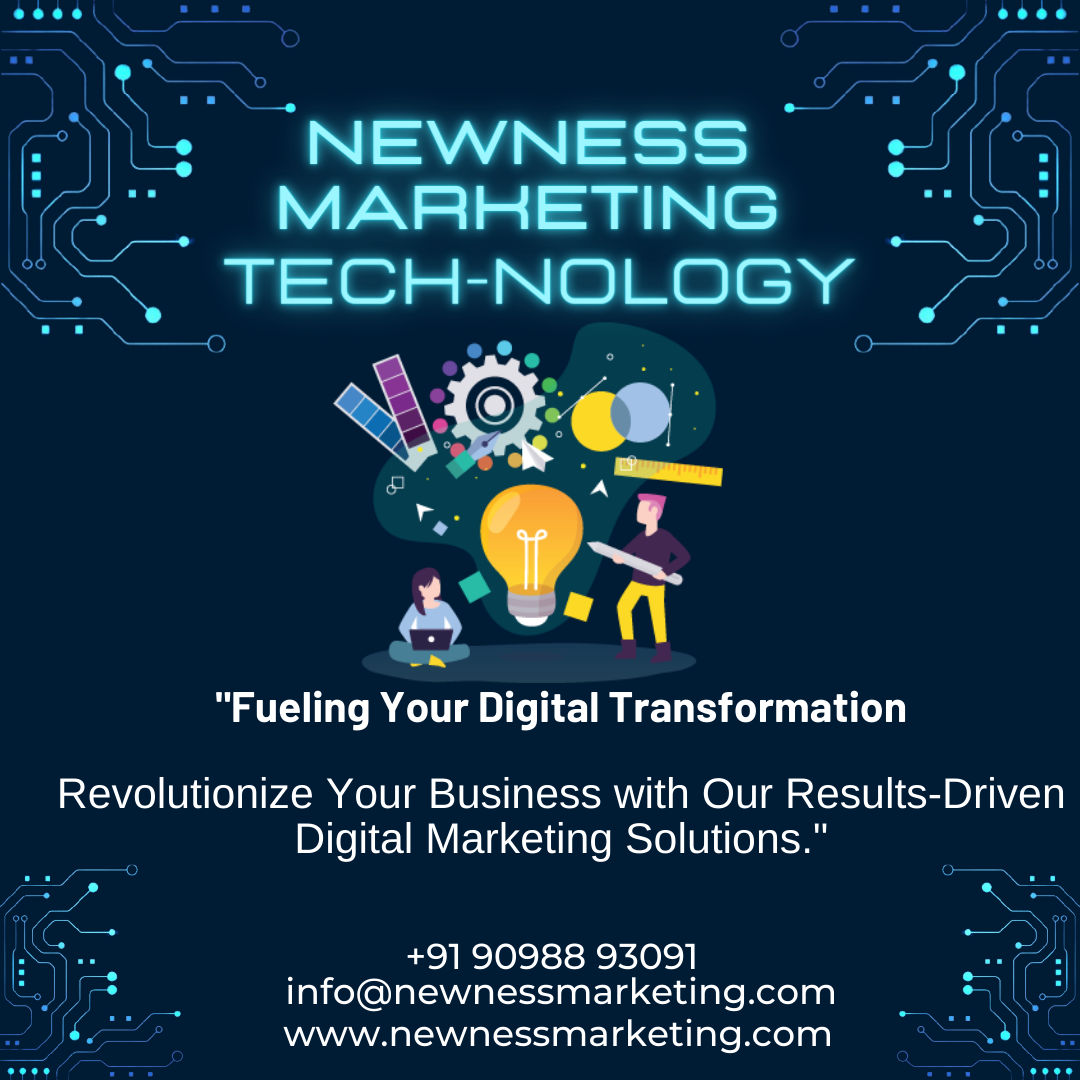 NEWNESS
MARKETING
TECH-NOLOGY
"Fueling Your Digital Transformation
Revolutionize Your Business with Our Results-Driven
Digital Marketing Solutions."
+91 90988 93091
info@newnessmarketing.com
www.newnessmarketing.com